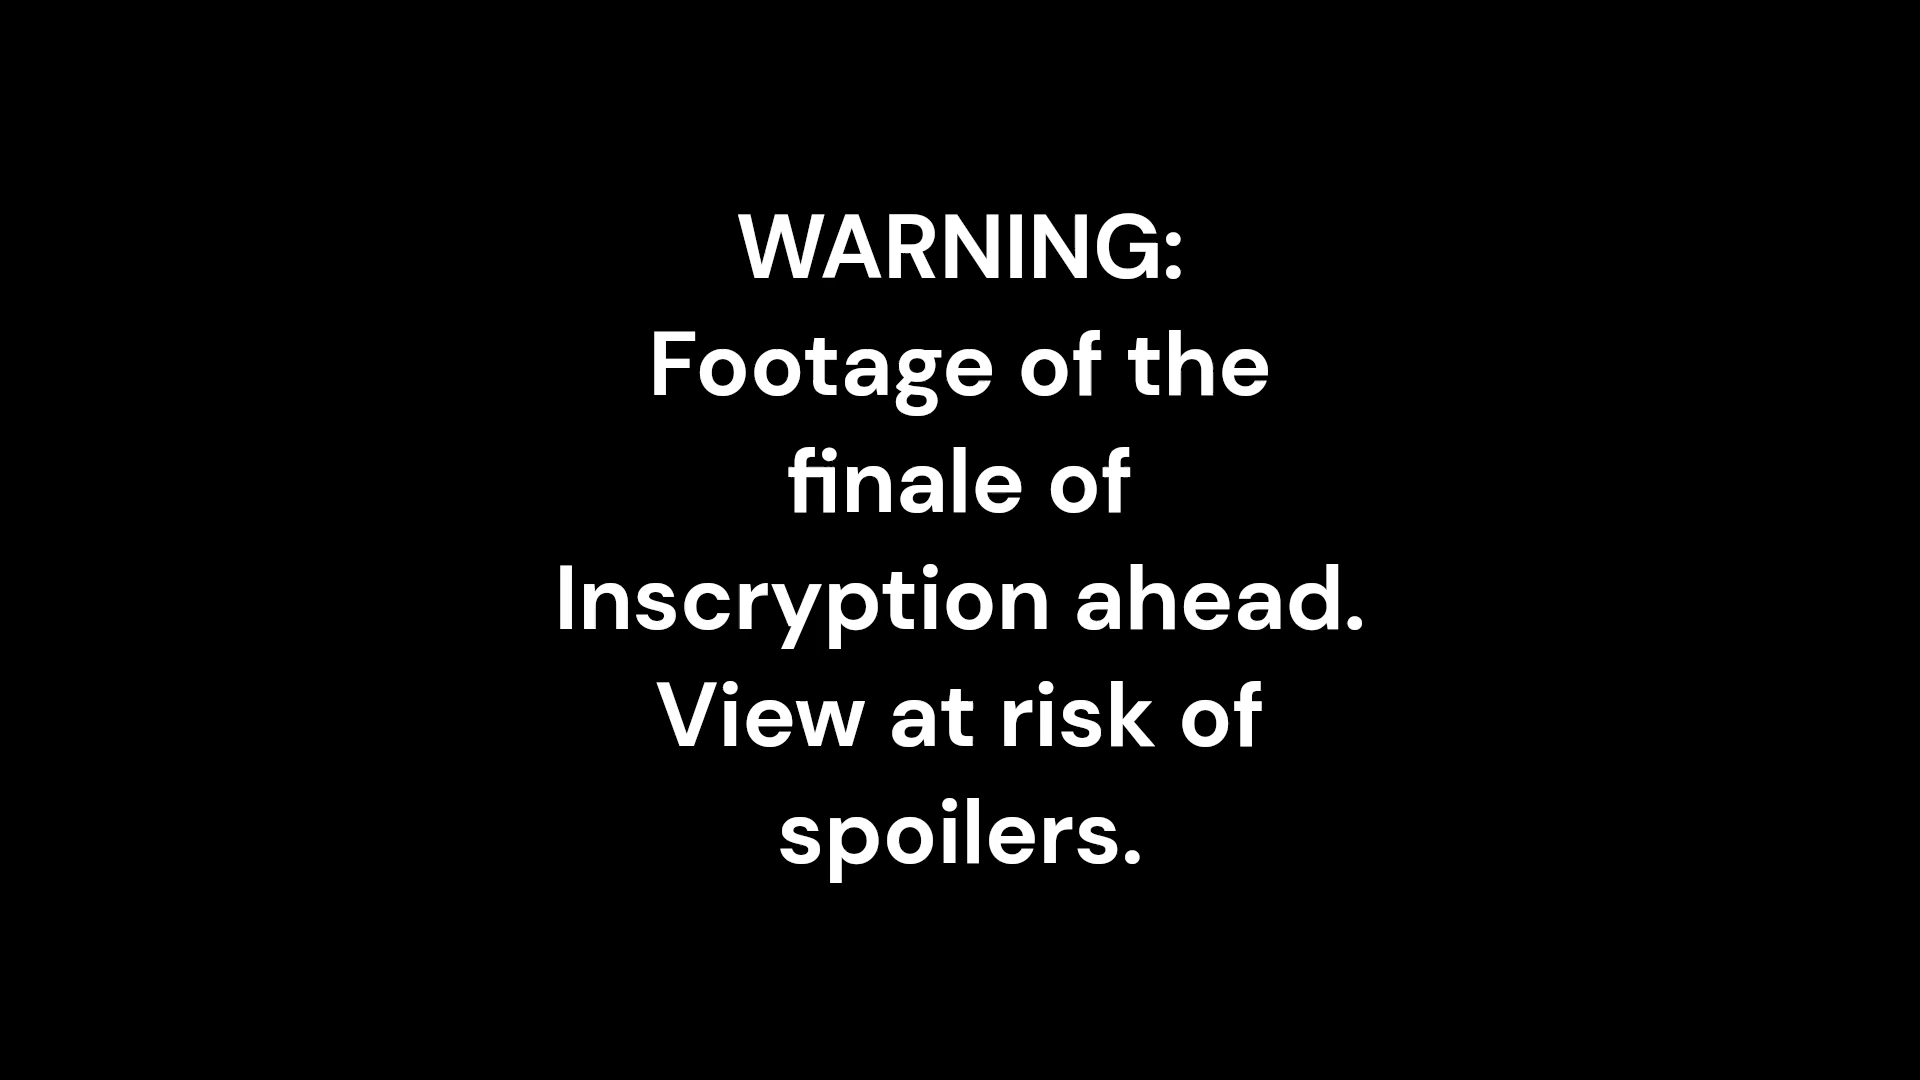 WARNING:
Footage of the
finale of
Inscryption ahead.
View at risk of
spoilers.